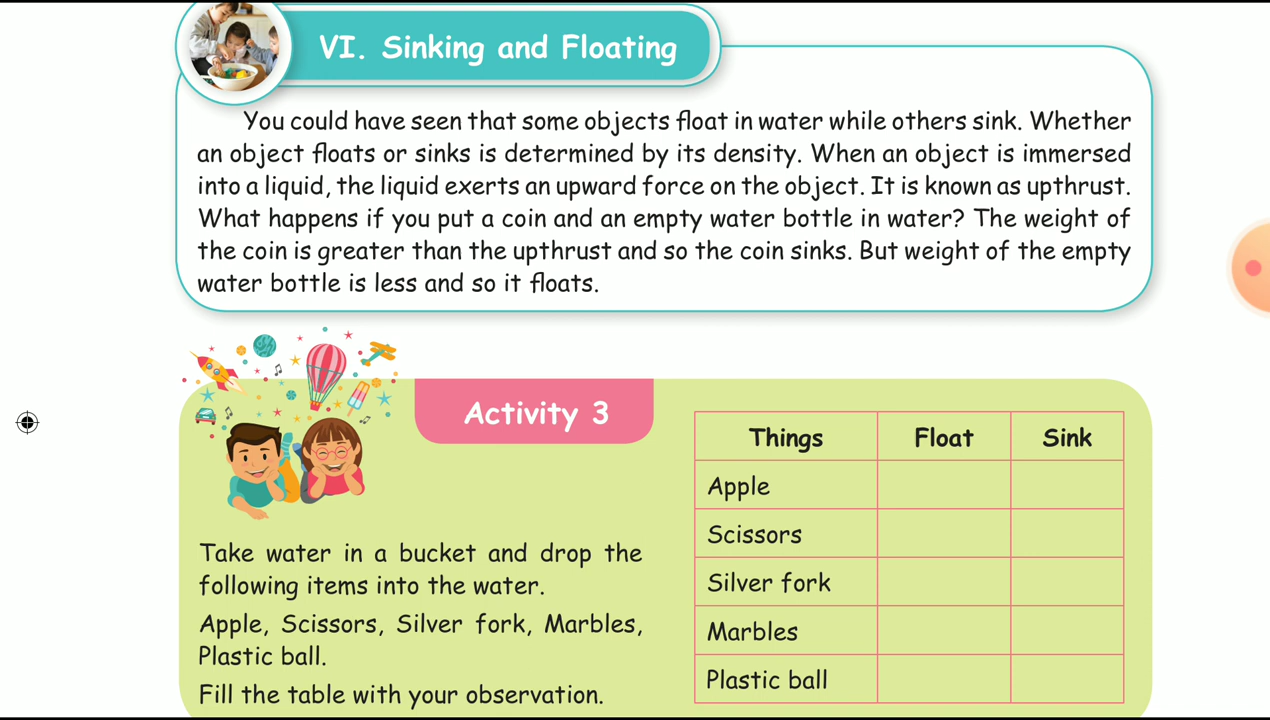 VI. Sinking and Floating
You could have seen that some objects float in water while others sink. Whether
an object floats or sinks is determined by its density. When an object is immersed
into a liquid, the liquid exerts an upward force on the object. It is known as upthrust.
What happens if you put a coin and an empty water bottle in water? The weight of
the coin is greater than the upthrust and so the coin sinks. But weight of the empty
water bottle is less and so it floats.
Activity 3
Take water in a bucket and drop the
following items into the water.
Apple, Scissors, Silver fork, Marbles,
Plastic ball.
Fill the table with your observation.
Things Float Sink
Apple
Scissors
Silver fork
Marbles
Plastic ball